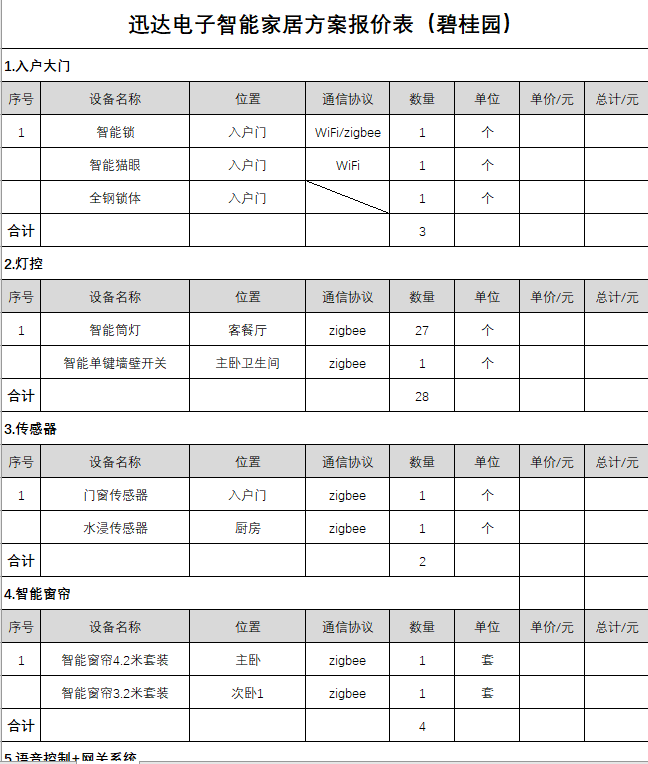 迅达电子智能家居方案报价表（碧桂园）
1.入户大门
序号 设备名称 位置 通信协议 数量 单位 单价/元 总计/元
1 智能锁 入户门 WiFi/zigbee 1 个
智能猫眼 入户门 WiFi 1 个
全钢锁体 入户门 1 个
合计 3
2.灯控
序号 设备名称 位置 通信协议 数量 单位 单价/元 总计/元
1 智能筒灯 客餐厅 zigbee 27 个
智能单键墙壁开关 主卧卫生间 zigbee 1 个
合计 28
3.传感器
序号 设备名称 位置 通信协议 数量 单位 单价/元 总计/元
1 门窗传感器 入户门 zigbee 1 个
水浸传感器 厨房 zigbee 1 个
合计 2
4.智能窗帘
序号 设备名称 位置 通信协议 数量 单位 单价/元 总计/元
1 智能窗帘4.2米套装 主卧 zigbee 1 套
智能窗帘3.2米套装 次卧1 zigbee 1 套
合计 4
5.语音控制+网关系统